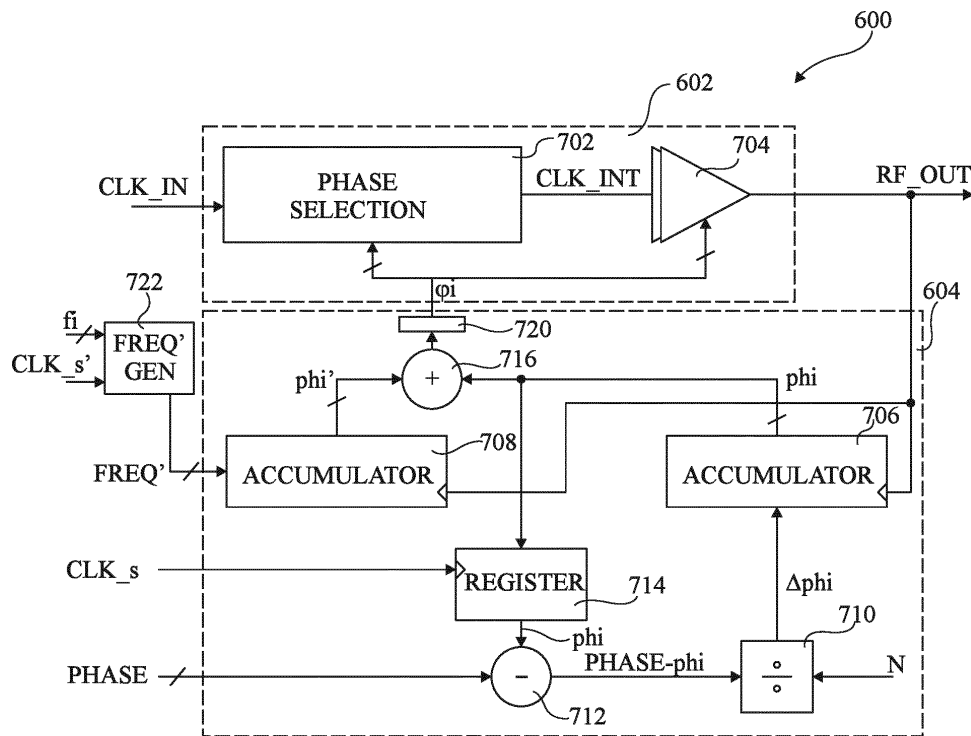 600
602
702
704
CLK_IN
PHASE
SELECTION
CLK_INT
RF_OUT
φi
604
722
fi
FREQ'
GEN
CLK_s'
720
716
+
phi'
phi
706
708
FREQ'
ACCUMULATOR
ACCUMULATOR
CLK_s
REGISTER
714
Δphi
710
phi
PHASE
-
PHASE-phi
÷
N
712